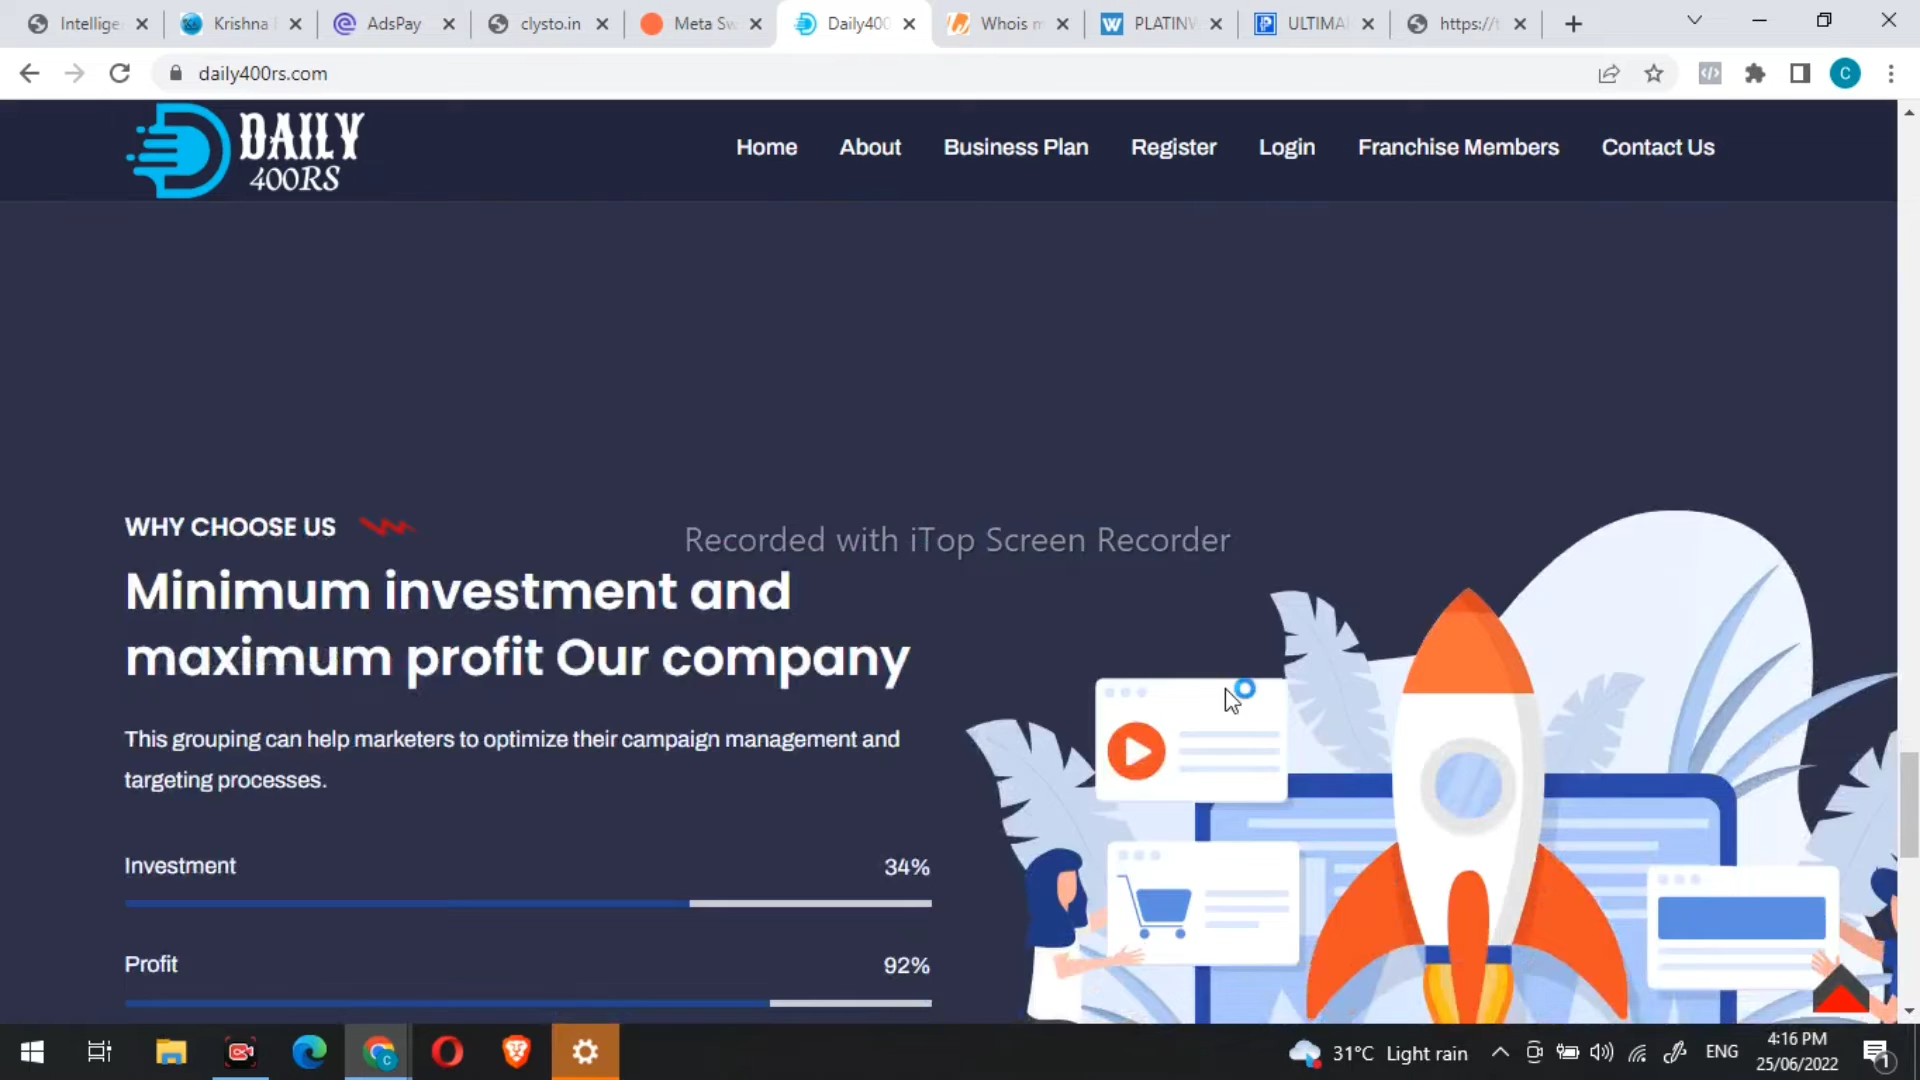 Intellige
Krishna
AdsPay
clysto.in
Meta Sw
Daily400
Whois
PLATIN
ULTIMA
https://t
daily400rs.com
C
DAILY
400RS
Home
About
Business Plan
Register
Login
Franchise Members
Contact Us
WHY CHOOSE US
Recorded with iTop Screen Recorder
Minimum investment and
maximum profit Our company
This grouping can help marketers to optimize their campaign management and
targeting processes.
Investment
34%
Profit
92%
31°C Light rain
ENG
4:16 PM
25/06/2022
1